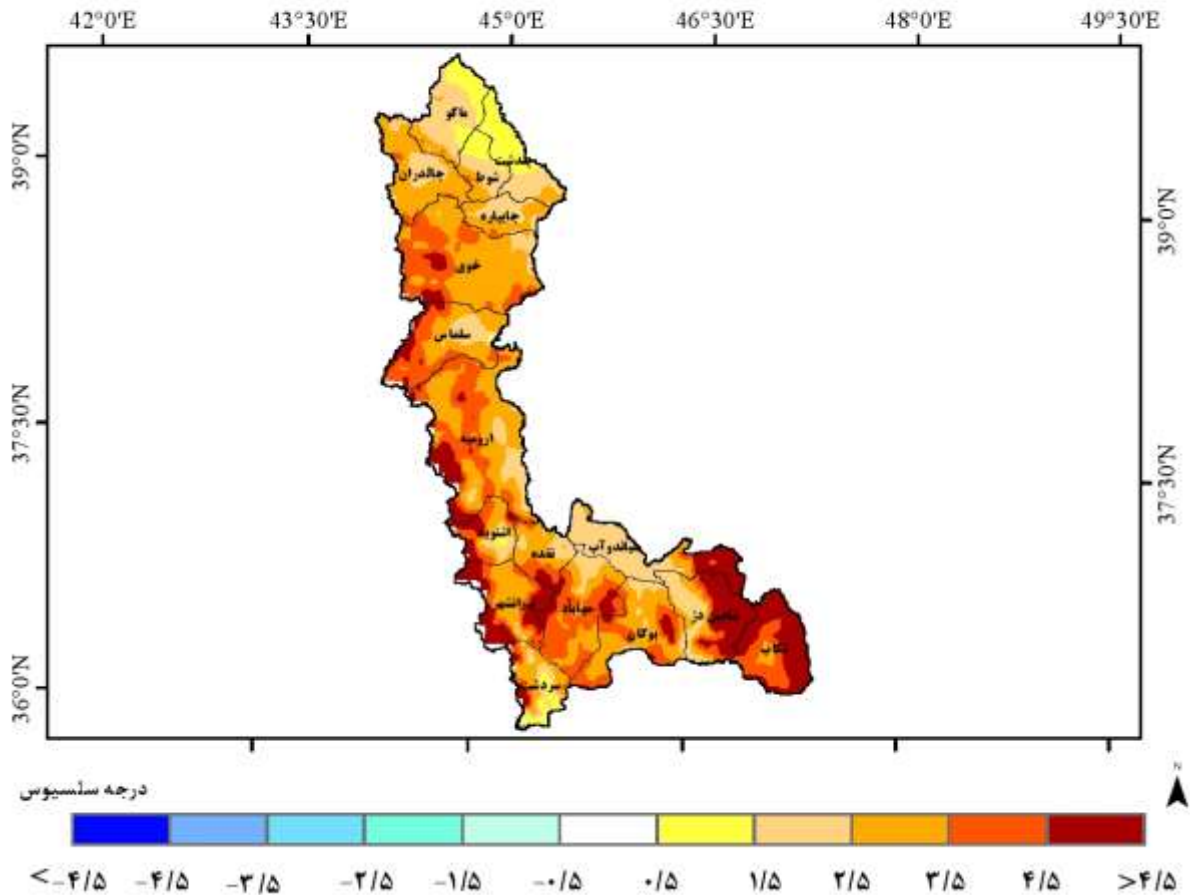 42°0'E 43°30'E 45°0'E 46°30'E 48°0'E 49°30'E
39°0'N
39°0'N
37°30'N
37°30'N
36°0'N
ماکو
پلدشت
چالدران
شوط
چایپاره
خوی
سلماس
ارومیه
اشنویه
نقده
میاندوآب
پیرانشهر
مهاباد
بوکان
شاهین دژ
تکاب
سردشت
N
درجه سلسیوس
<-۴/۵ -۴/۵ -۳/۵ -۲/۵ -۱/۵ -۰/۵ ۰/۵ ۱/۵ ۲/۵ ۳/۵ ۴/۵ >۴/۵